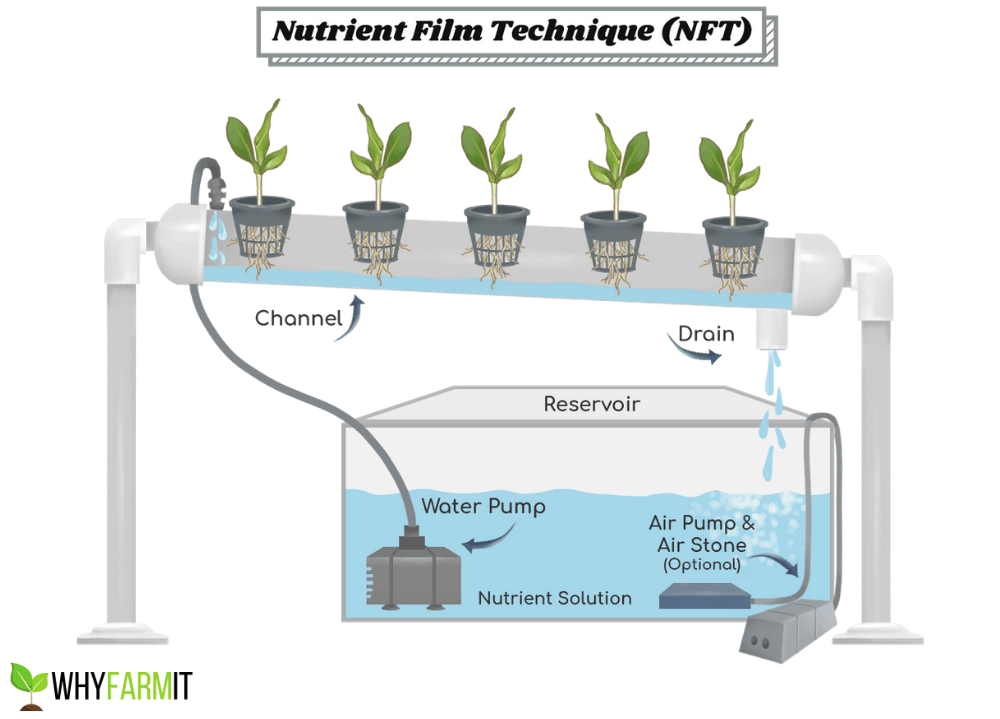 Nutrient Film Technique (NFT)
Channel
Drain
Reservoir
Water Pump
Air Pump &
Air Stone
(Optional)
Nutrient Solution
WHYFARMIT